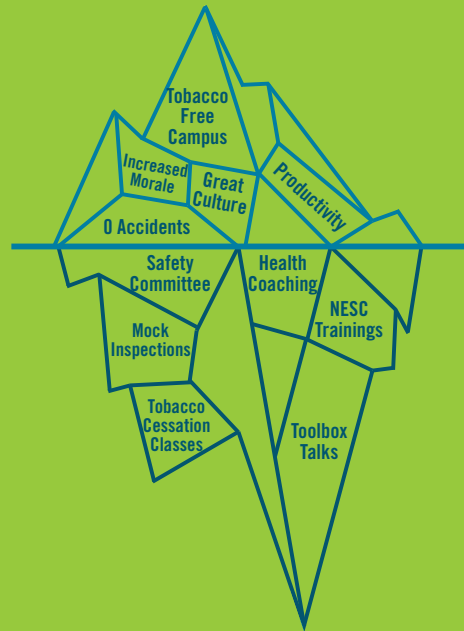 Tobacco
Free
Campus
Increased
Morale
Great
Culture
Productivity
0 Accidents
Safety
Committee
Health
Coaching
NESC
Trainings
Mock
Inspections
Tobacco
Cessation
Classes
Toolbox
Talks